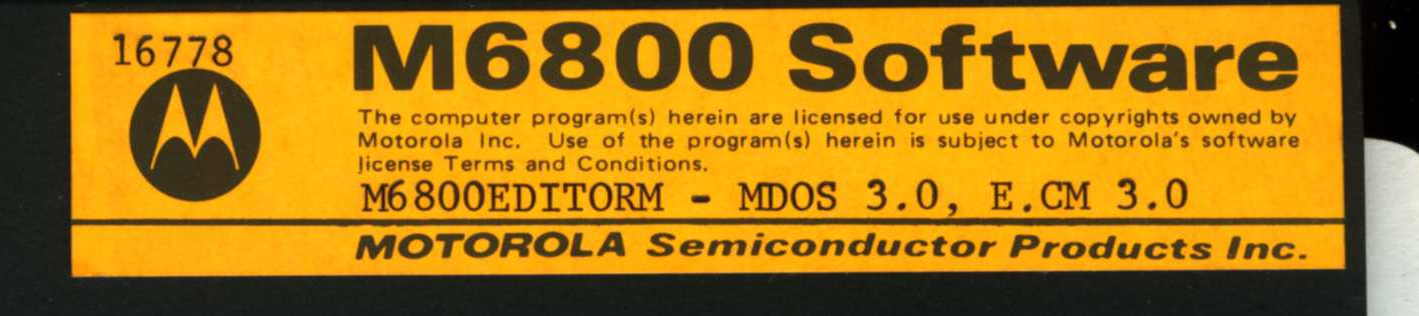 16778
M6800 Software
The computer program(s) herein are licensed for use under copyrights owned by
Motorola Inc. Use of the program(s) herein is subject to Motorola's software
license Terms and Conditions.
M6800EDITORM - MDOS 3.0, E.CM 3.0
MOTOROLA Semiconductor Products Inc.